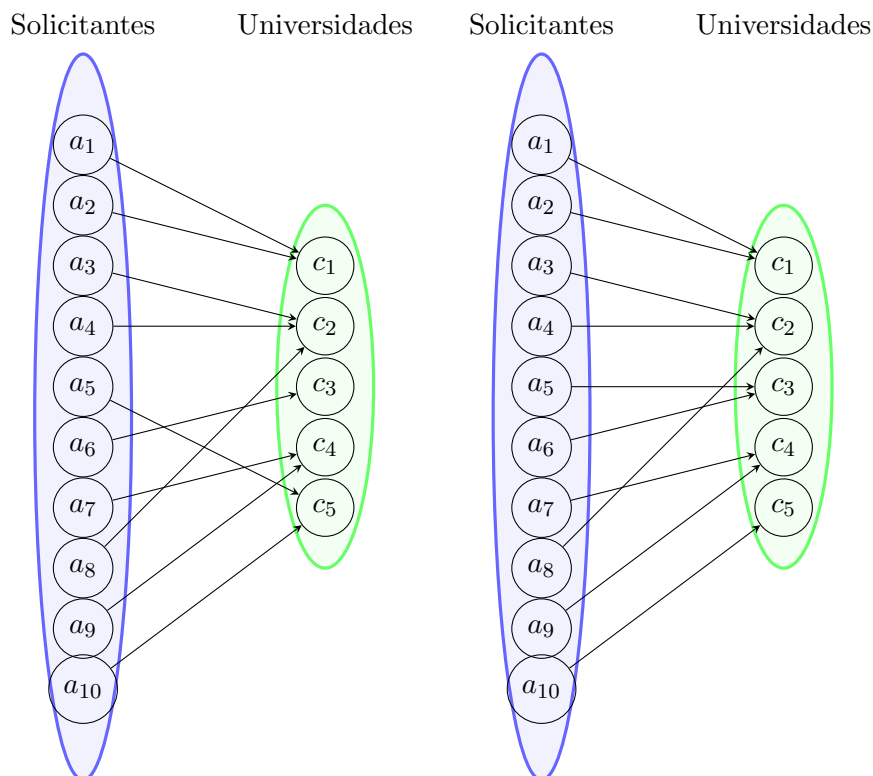 Solicitantes Universidades Solicitantes Universidades
a1 a1
a2 a2
a3 c1 a3 c1
a4 c2 a4 c2
a5 c3 a5 c3
a6 c4 a6 c4
a7 c5 a7 c5
a8 a8
a9 a9
a10 a10